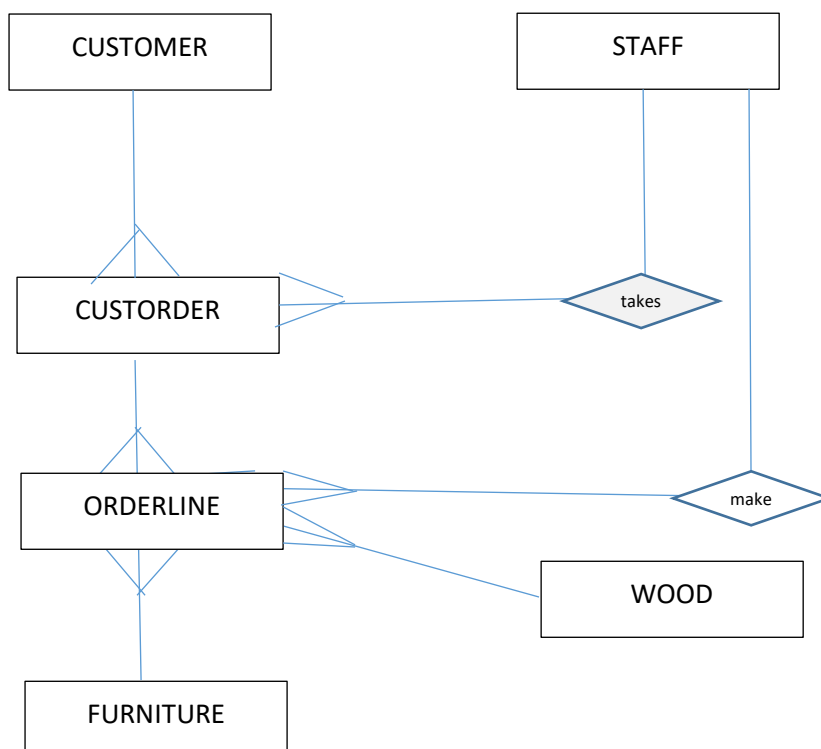 CUSTOMER
STAFF
CUSTORDER
takes
ORDERLINE
make
WOOD
FURNITURE